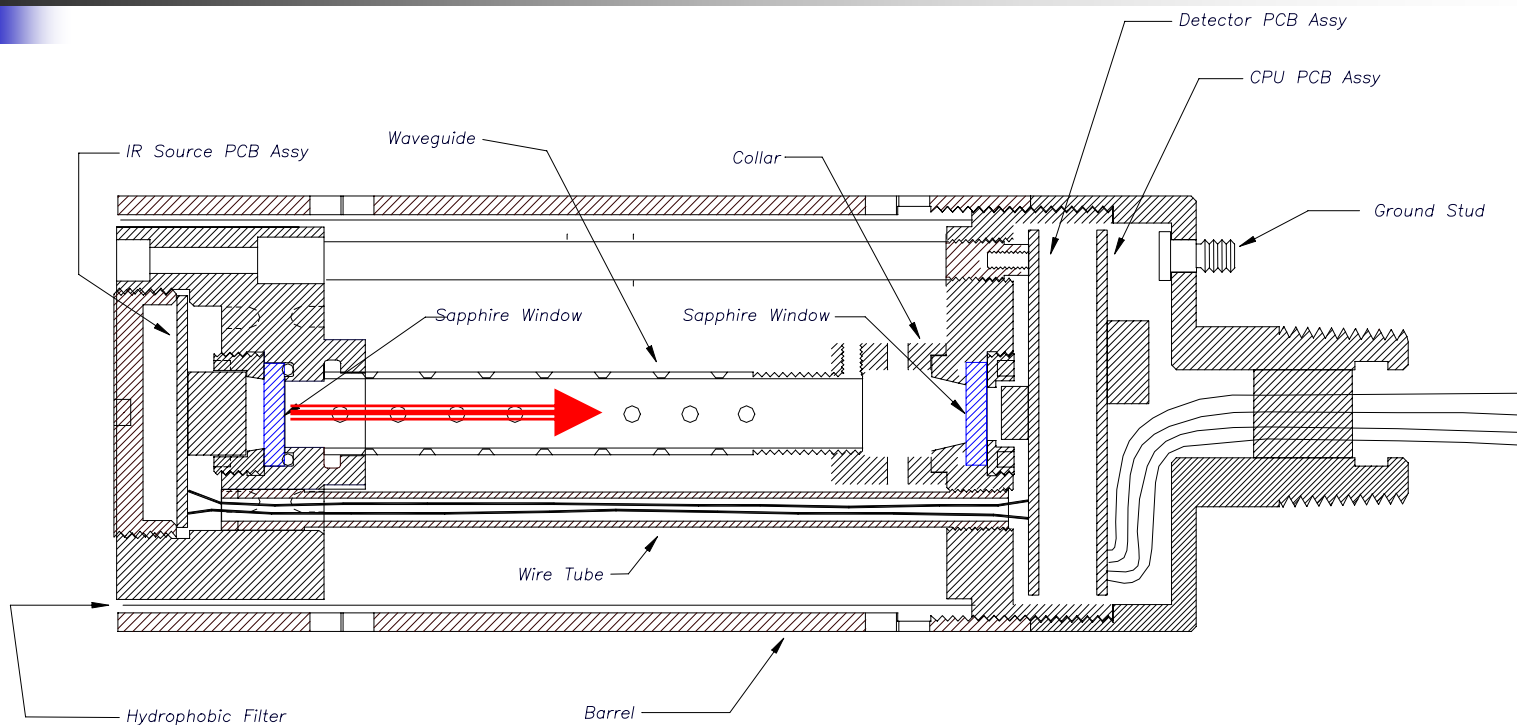 Detector PCB Assy
CPU PCB Assy
Waveguide
IR Source PCB Assy
Collar
Ground Stud
Sapphire Window
Sapphire Window
Wire Tube
Barrel
Hydrophobic Filter